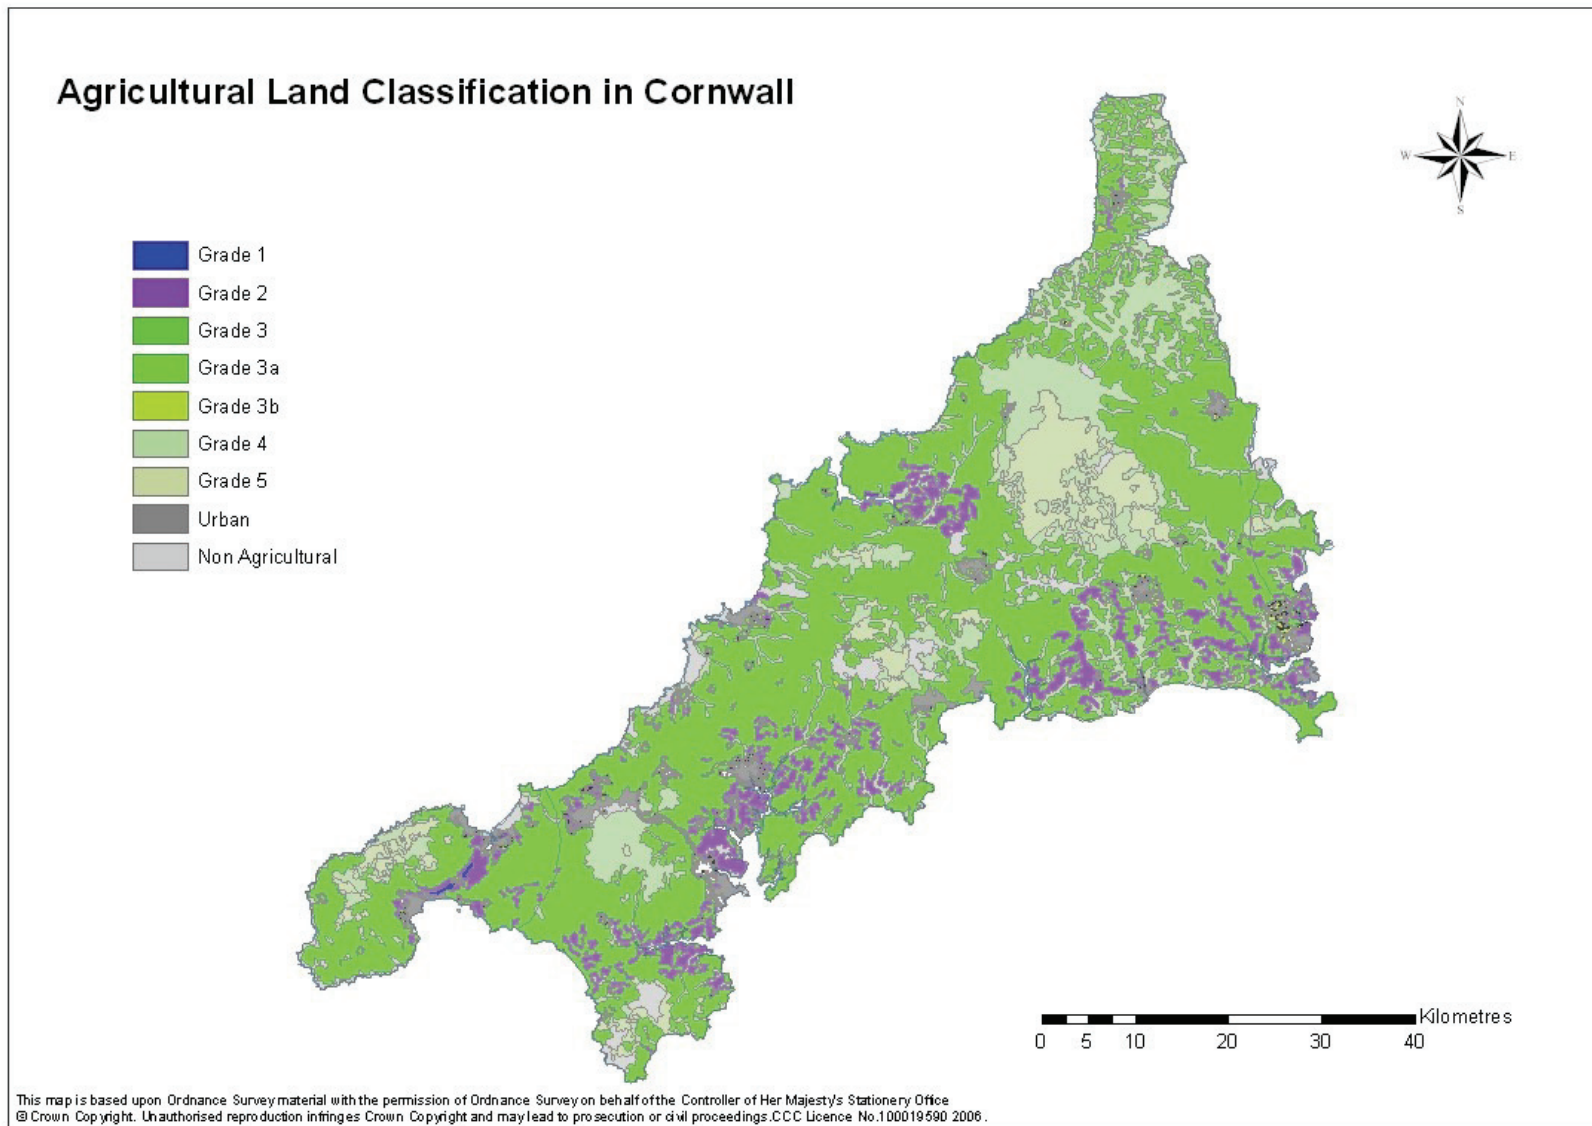 Agricultural Land Classification in Cornwall
N
W
E
S
Grade 1
Grade 2
Grade 3
Grade 3a
Grade 3b
Grade 4
Grade 5
Urban
Non Agricultural
Kilometres
0 5 10 20 30 40
This map is based upon Ordnance Survey material with the permission of Ordnance Survey on behalf of the Controller of Her Majesty's Stationery Office
© Crown Copyright. Unauthorised reproduction infringes Crown Copyright and may lead to prosecution or civil proceedings.CCC Licence No.100019590 2006.